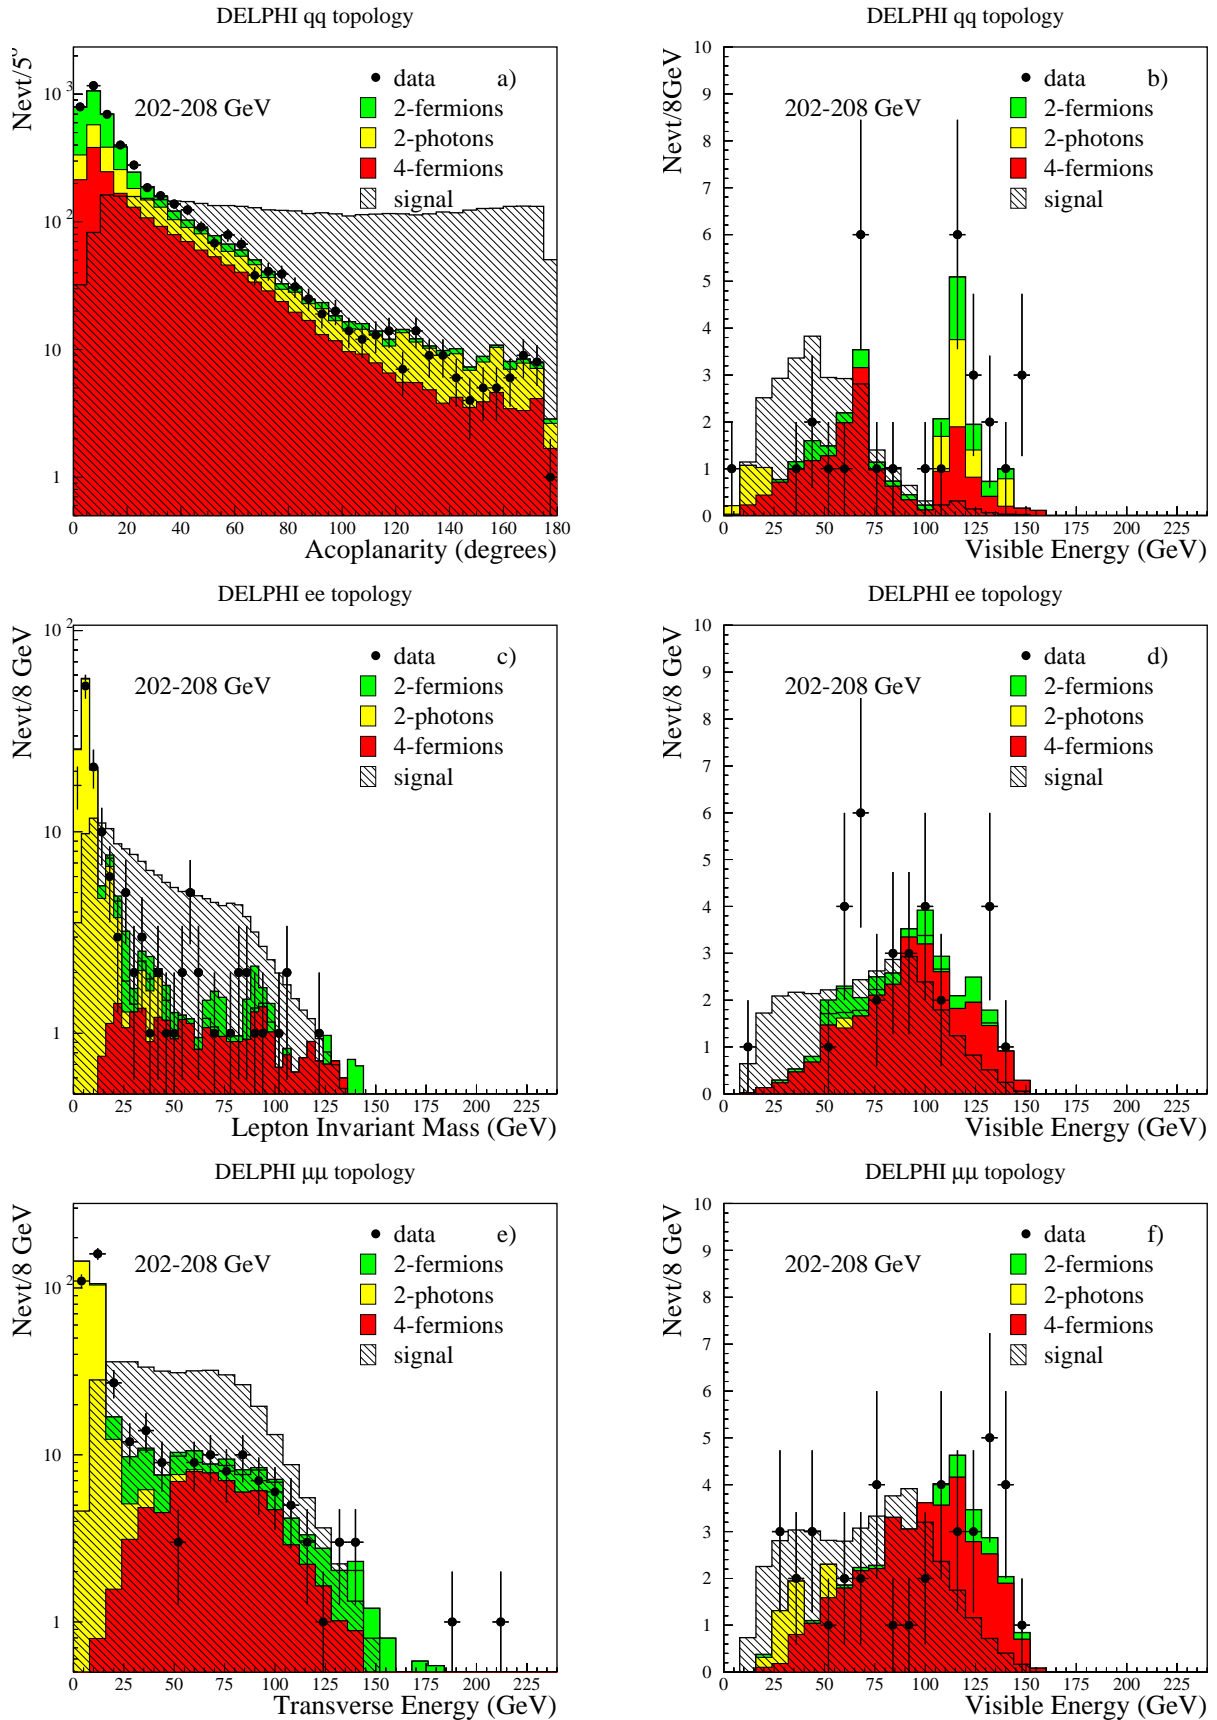 DELPHI qq topology
Nevt/5°
data a)
202-208 GeV
2-fermions
2-photons
4-fermions
signal
10 3
10 2
10
1
0 20 40 60 80 100 120 140 160 180
Acoplanarity (degrees)
DELPHI qq topology
Nevt/8GeV
data b)
202-208 GeV
2-fermions
2-photons
4-fermions
signal
10
9
8
7
6
5
4
3
2
1
0
0 25 50 75 100 125 150 175 200 225
Visible Energy (GeV)
DELPHI ee topology
Nevt/8 GeV
data c)
202-208 GeV
2-fermions
2-photons
4-fermions
signal
10 2
10
1
0 25 50 75 100 125 150 175 200 225
Lepton Invariant Mass (GeV)
DELPHI ee topology
Nevt/8 GeV
data d)
202-208 GeV
2-fermions
2-photons
4-fermions
signal
10
9
8
7
6
5
4
3
2
1
0
0 25 50 75 100 125 150 175 200 225
Visible Energy (GeV)
DELPHI μμ topology
Nevt/8 GeV
data e)
202-208 GeV
2-fermions
2-photons
4-fermions
signal
10 2
10
1
0 25 50 75 100 125 150 175 200 225
Transverse Energy (GeV)
DELPHI μμ topology
Nevt/8 GeV
data f)
202-208 GeV
2-fermions
2-photons
4-fermions
signal
10
9
8
7
6
5
4
3
2
1
0
0 25 50 75 100 125 150 175 200 225
Visible Energy (GeV)